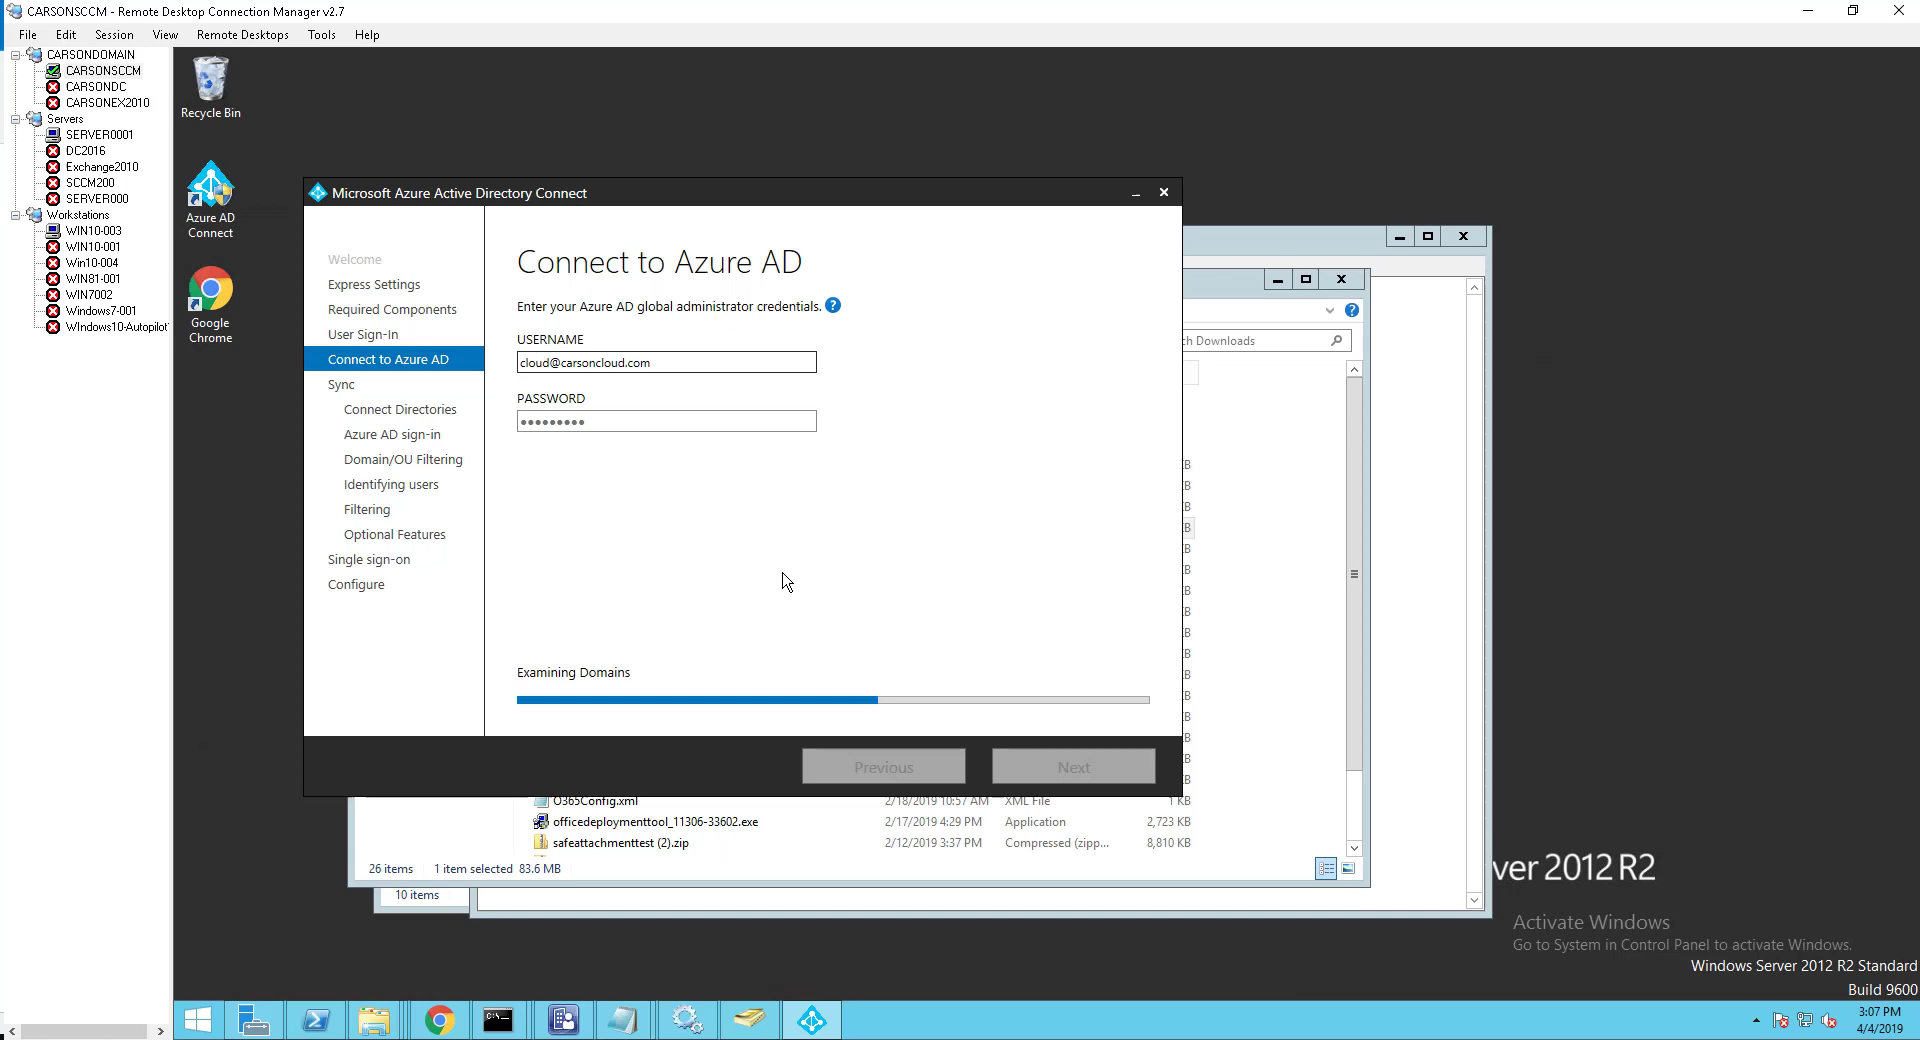 CARSONSCCM - Remote Desktop Connection Manager v2.7
File Edit Session View Remote Desktops Tools Help
CARSONDOMAIN
CARSONSCCM
CARSONDC
CARSONEX2010
Servers
SERVER0001
DC2016
Exchange2010
SCCM200
SERVER000
Workstations
WIN10-003
WIN10-001
Win10-004
WIN81-001
WIN7002
Windows7-001
WIndows10-Autopilot
Recycle Bin
Azure AD
Connect
Google
Chrome
Microsoft Azure Active Directory Connect
Welcome
Express Settings
Required Components
User Sign-In
Connect to Azure AD
Sync
Connect Directories
Azure AD sign-in
Domain/OU Filtering
Identifying users
Filtering
Optional Features
Single sign-on
Configure
Connect to Azure AD
Enter your Azure AD global administrator credentials. ?
USERNAME
cloud@carsoncloud.com
PASSWORD
Examining Domains
Previous Next
ch Downloads
O365Config.xml 2/18/2019 10:57 AM XML File 1 KB
officedeploymenttool_11306-33602.exe 2/17/2019 4:29 PM Application 2,723 KB
safeattachmenttest (2).zip 2/12/2019 3:37 PM Compressed (zipp... 8,810 KB
26 items 1 item selected 83.6 MB
10 items
ver 2012 R2
Activate Windows
Go to System in Control Panel to activate Windows.
Windows Server 2012 R2 Standard
Build 9600
3:07 PM
4/4/2019